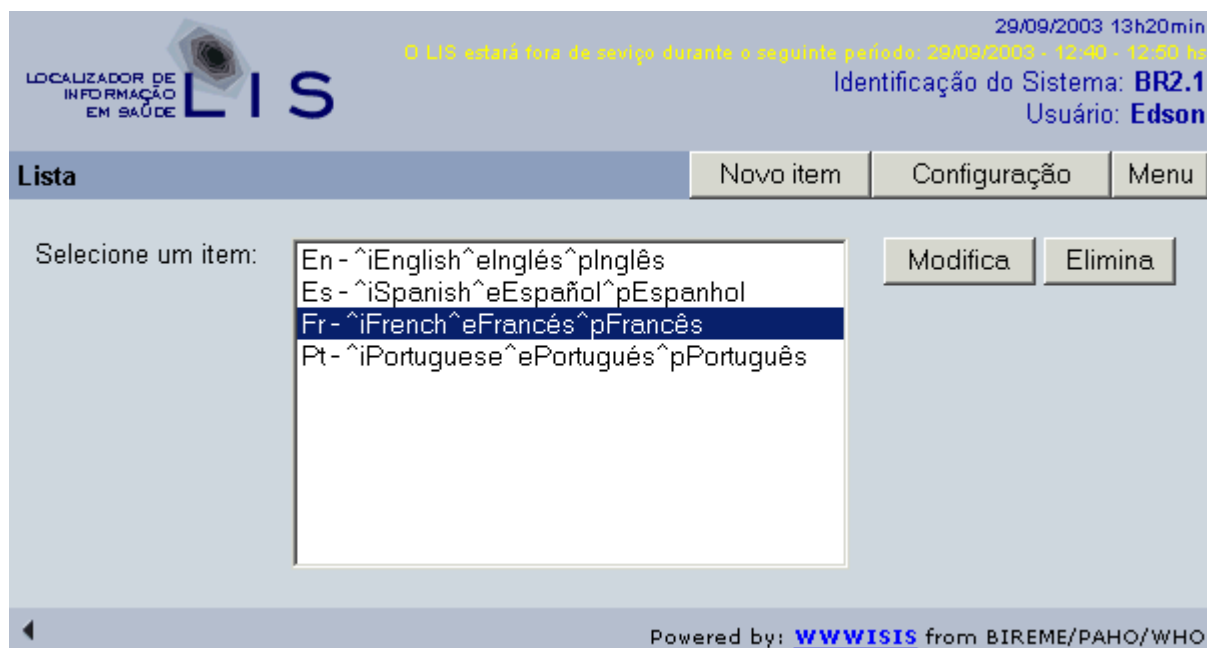 29/09/2003 13h20min
O LIS estará fora de seviço durante o seguinte período: 29/09/2003 - 12:40 - 12:50 hs
LOCALIZADOR DE
INFORMAÇÃO
EM SAÚDE
LIS
Identificação do Sistema: BR2.1
Usuário: Edson
Lista
Novo item
Configuração
Menu
Selecione um item:
En - ^iEnglish^eInglés^pInglês
Es - ^iSpanish^eEspañol^pEspanhol
Fr - ^iFrench^eFrancés^pFrancês
Pt - ^iPortuguese^ePortugués^pPortuguês
Modifica
Elimina
Powered by: WWWISIS from BIREME/PAHO/WHO